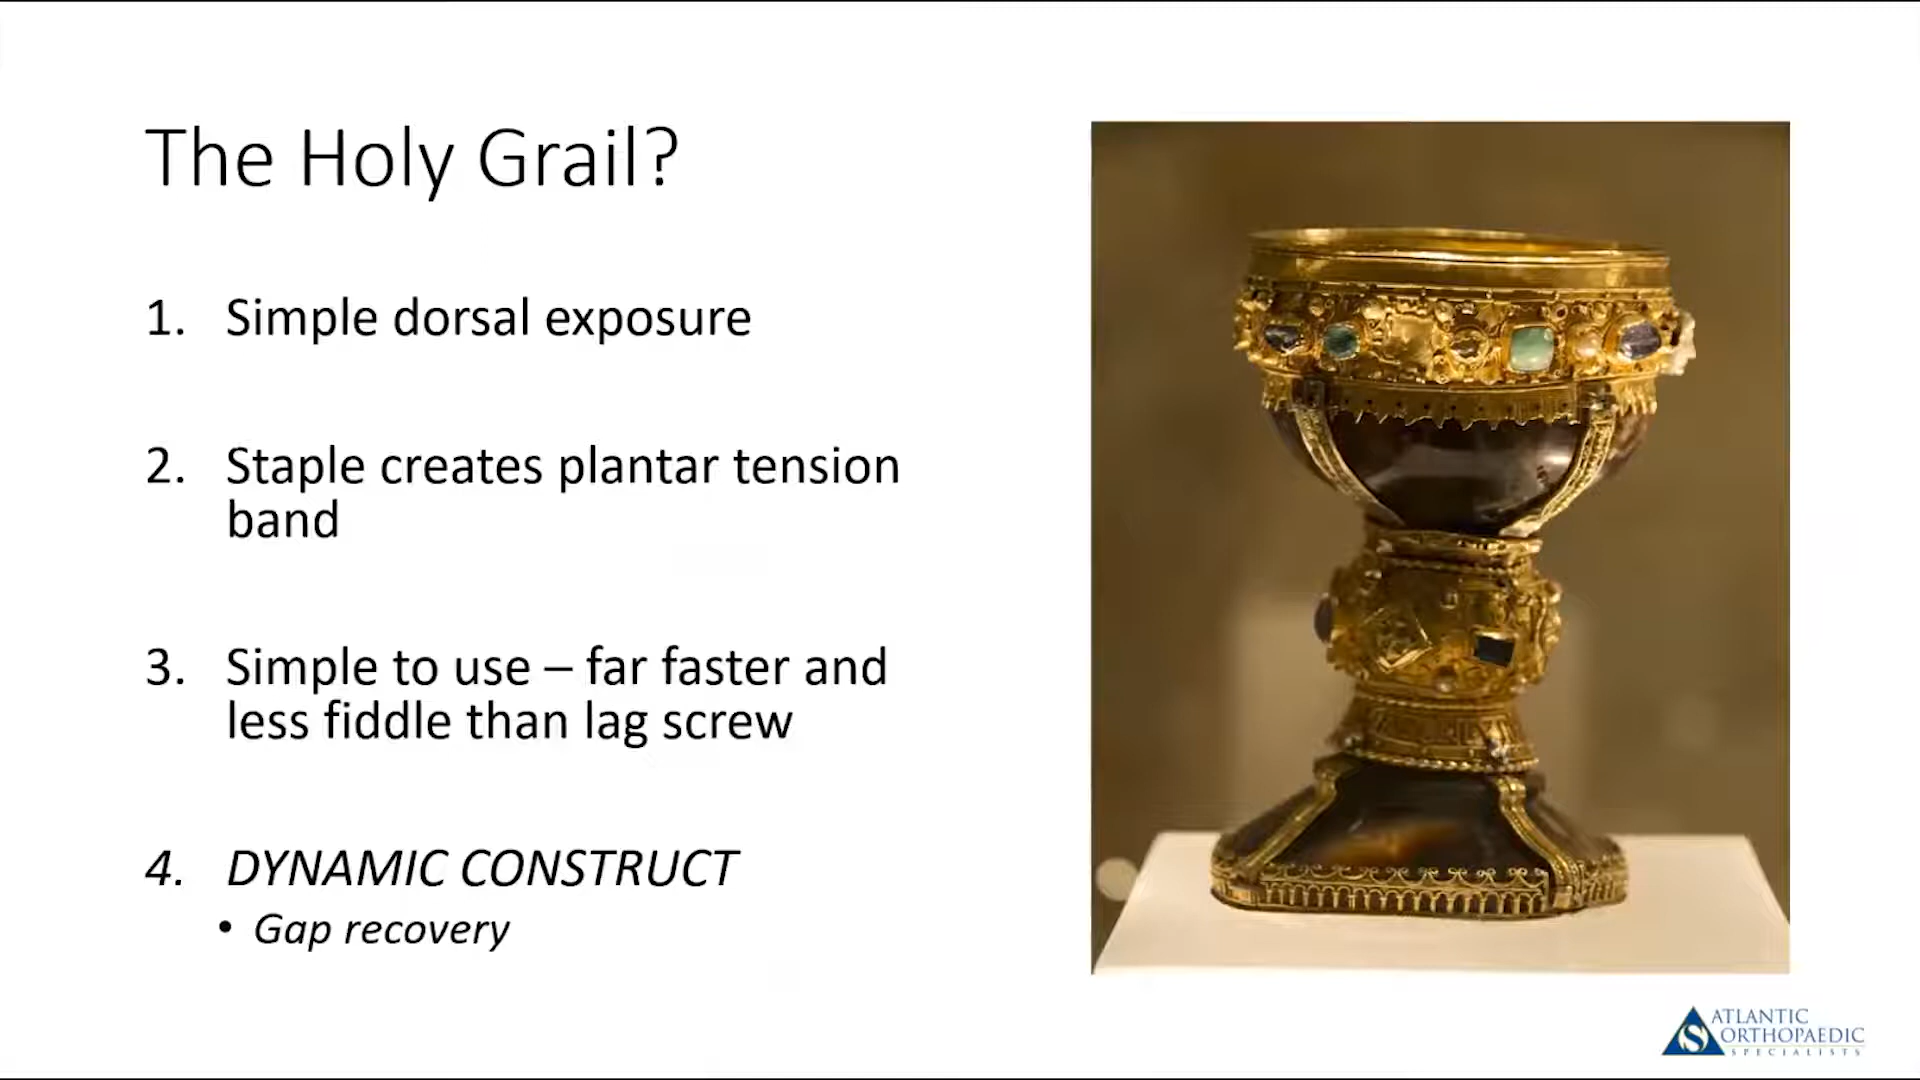 The Holy Grail?
1. Simple dorsal exposure
2. Staple creates plantar tension
band
3. Simple to use – far faster and
less fiddle than lag screw
4. DYNAMIC CONSTRUCT
• Gap recovery
ATLANTIC
ORTHOPAEDIC
SPECIALISTS